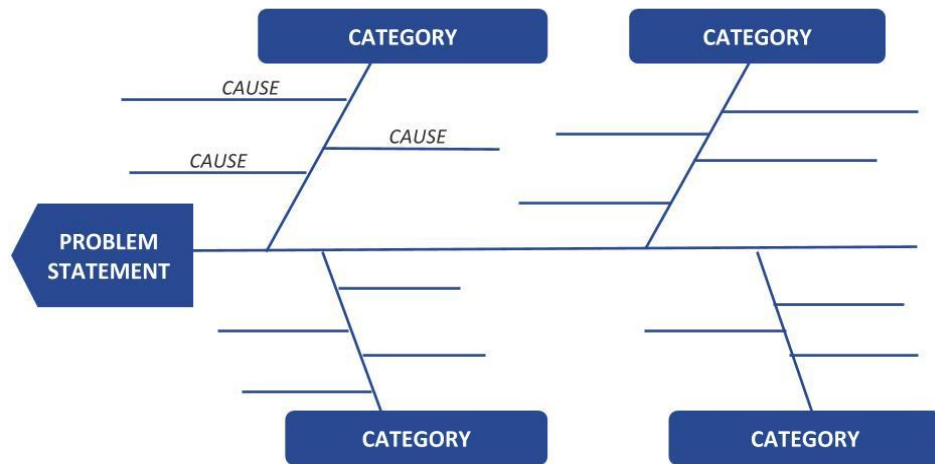 CATEGORY
CATEGORY
CAUSE
CAUSE
CAUSE
PROBLEM
STATEMENT
CATEGORY
CATEGORY